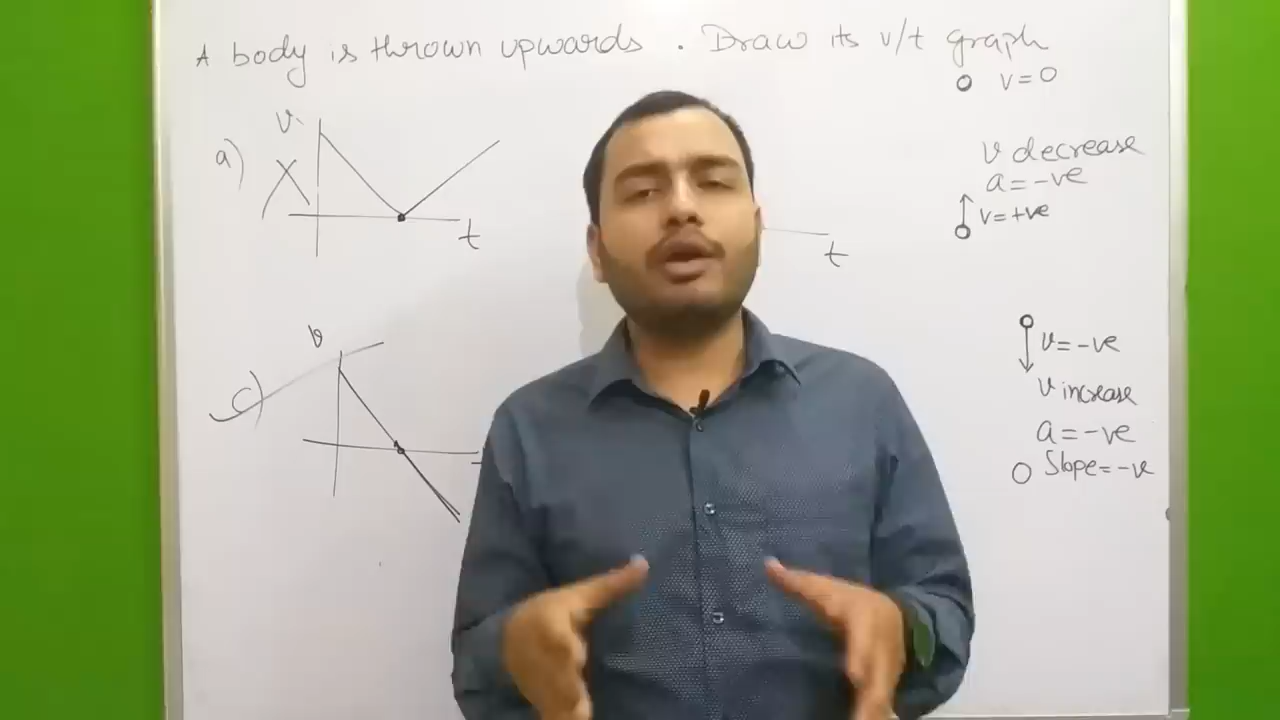 A body is thrown upwards . Draw its v/t graph
v = 0
v
a)
t
t
v decrease
a = -ve
v = +ve
v
c)
v = -ve
v increase
a = -ve
Slope = -ve